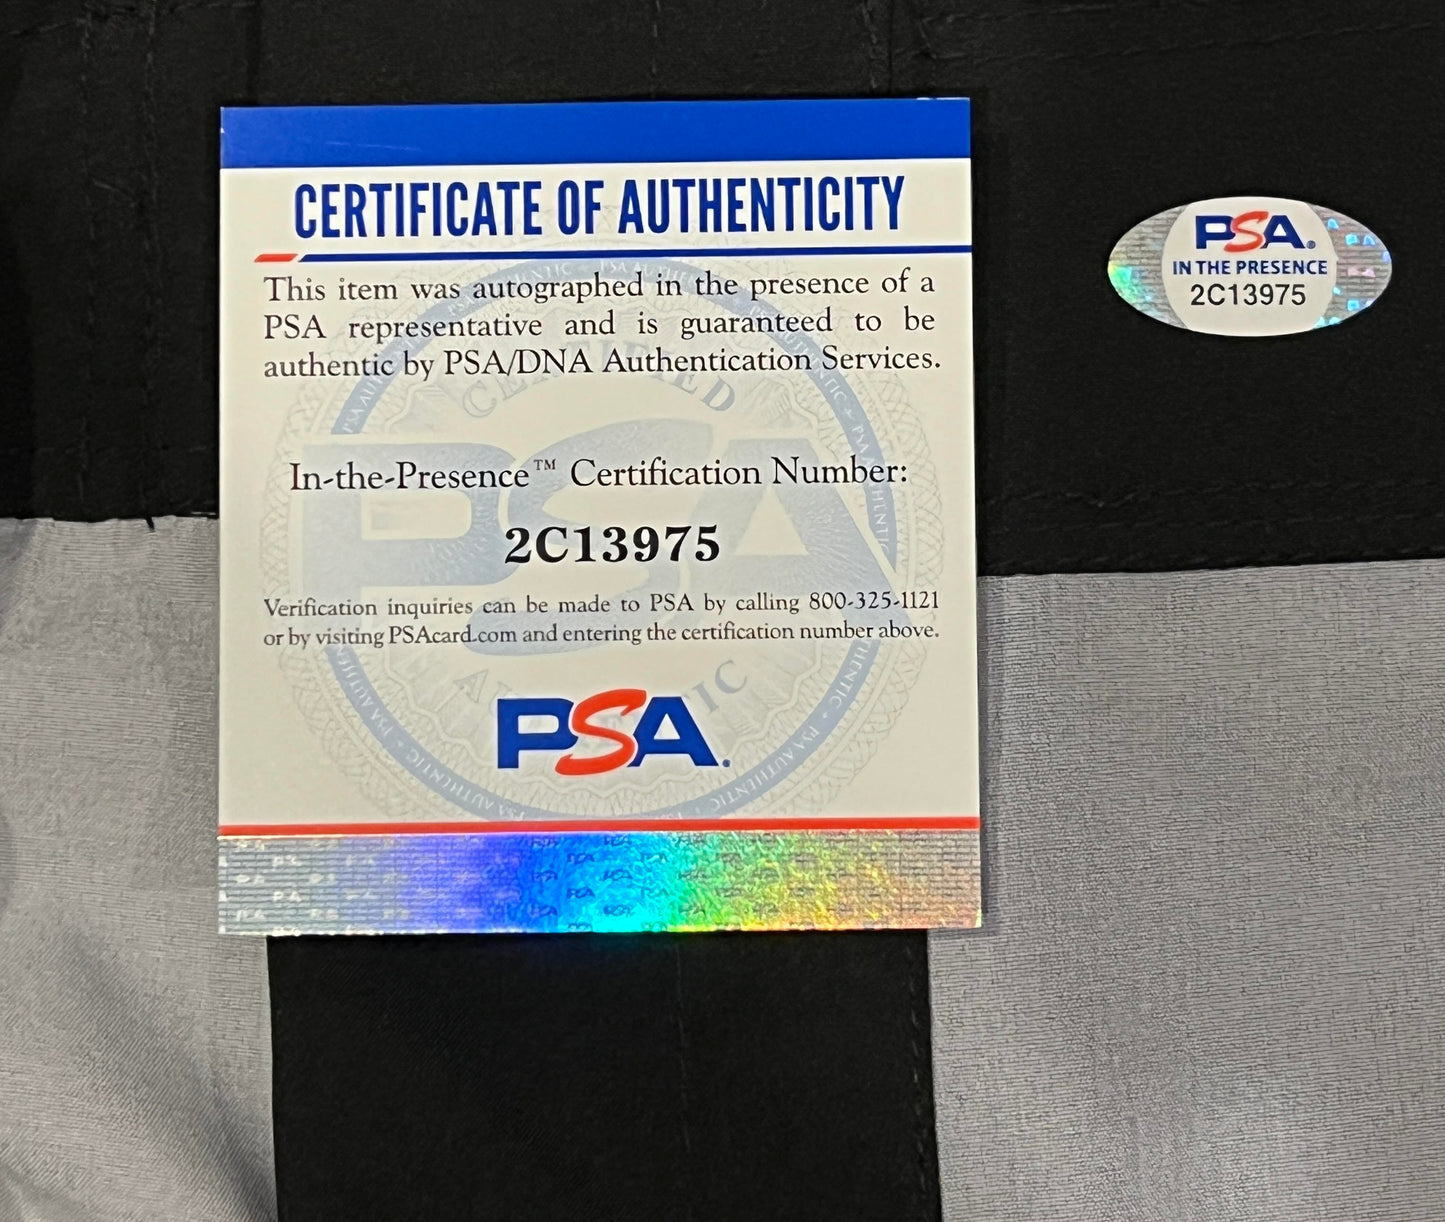 CERTIFICATE OF AUTHENTICITY
This item was autographed in the presence of a
PSA representative and is guaranteed to be
authentic by PSA/DNA Authentication Services.
In-the-Presence™ Certification Number:
2C13975
Verification inquiries can be made to PSA by calling 800-325-1121
or by visiting PSAcard.com and entering the certification number above.
PSA.
PSA.
IN THE PRESENCE
2C13975